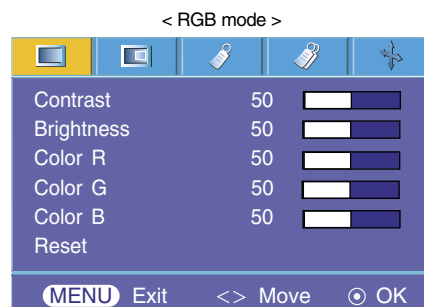 < RGB mode >
Contrast 50
Brightness 50
Color R 50
Color G 50
Color B 50
Reset
MENU Exit <> Move ⊙ OK